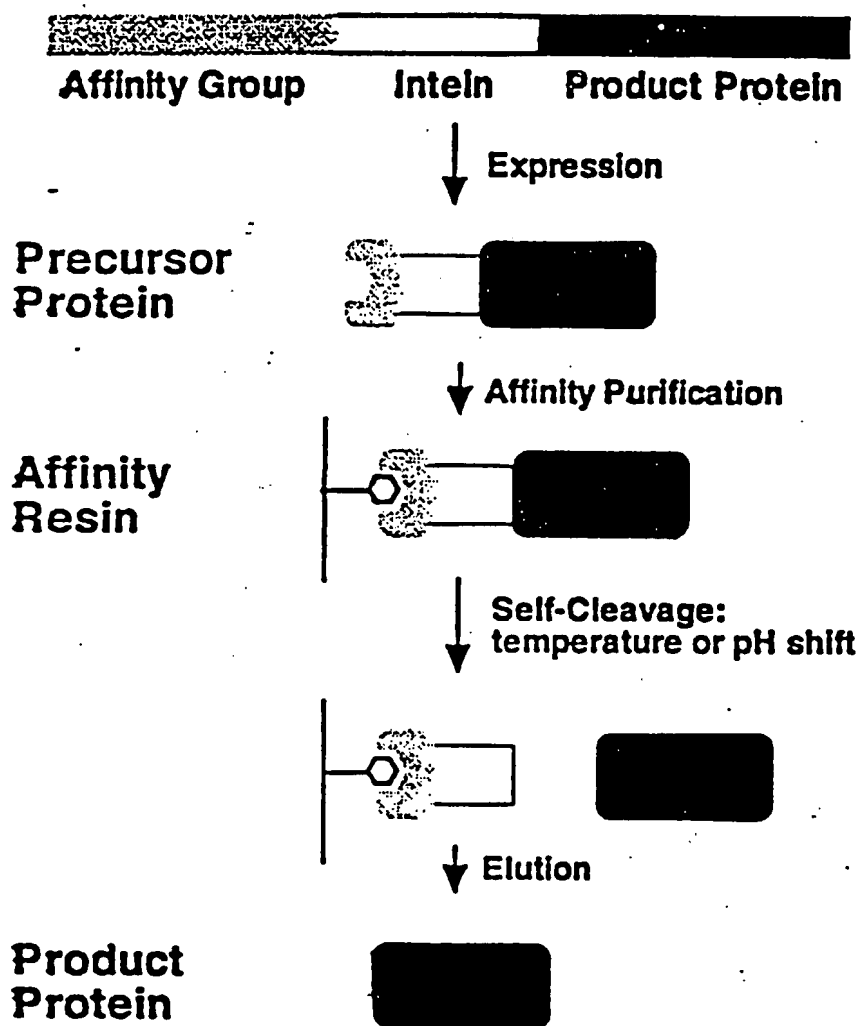 Affinity Group Intein Product Protein
Expression
Precursor
Protein
Affinity Purification
Affinity
Resin
Self-Cleavage:
temperature or pH shift
Elution
Product
Protein